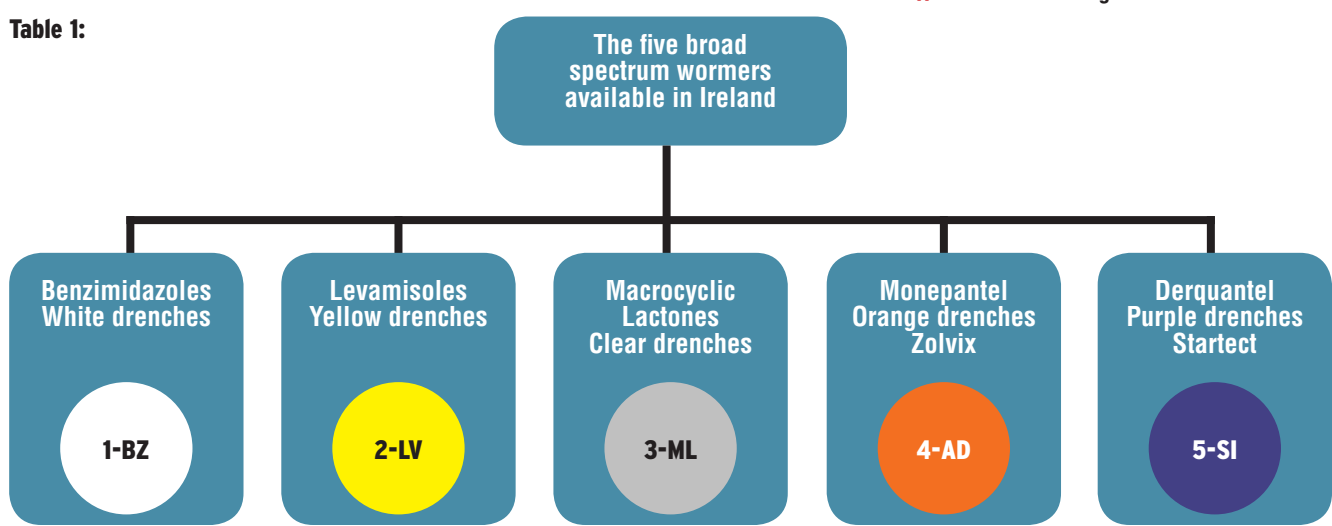 Table 1:
The five broad
spectrum wormers
available in Ireland
Benzimidazoles
White drenches
1-BZ
Levamisoles
Yellow drenches
2-LV
Macrocyclic
Lactones
Clear drenches
3-ML
Monepantel
Orange drenches
Zolvix
4-AD
Derquantel
Purple drenches
Startect
5-SI